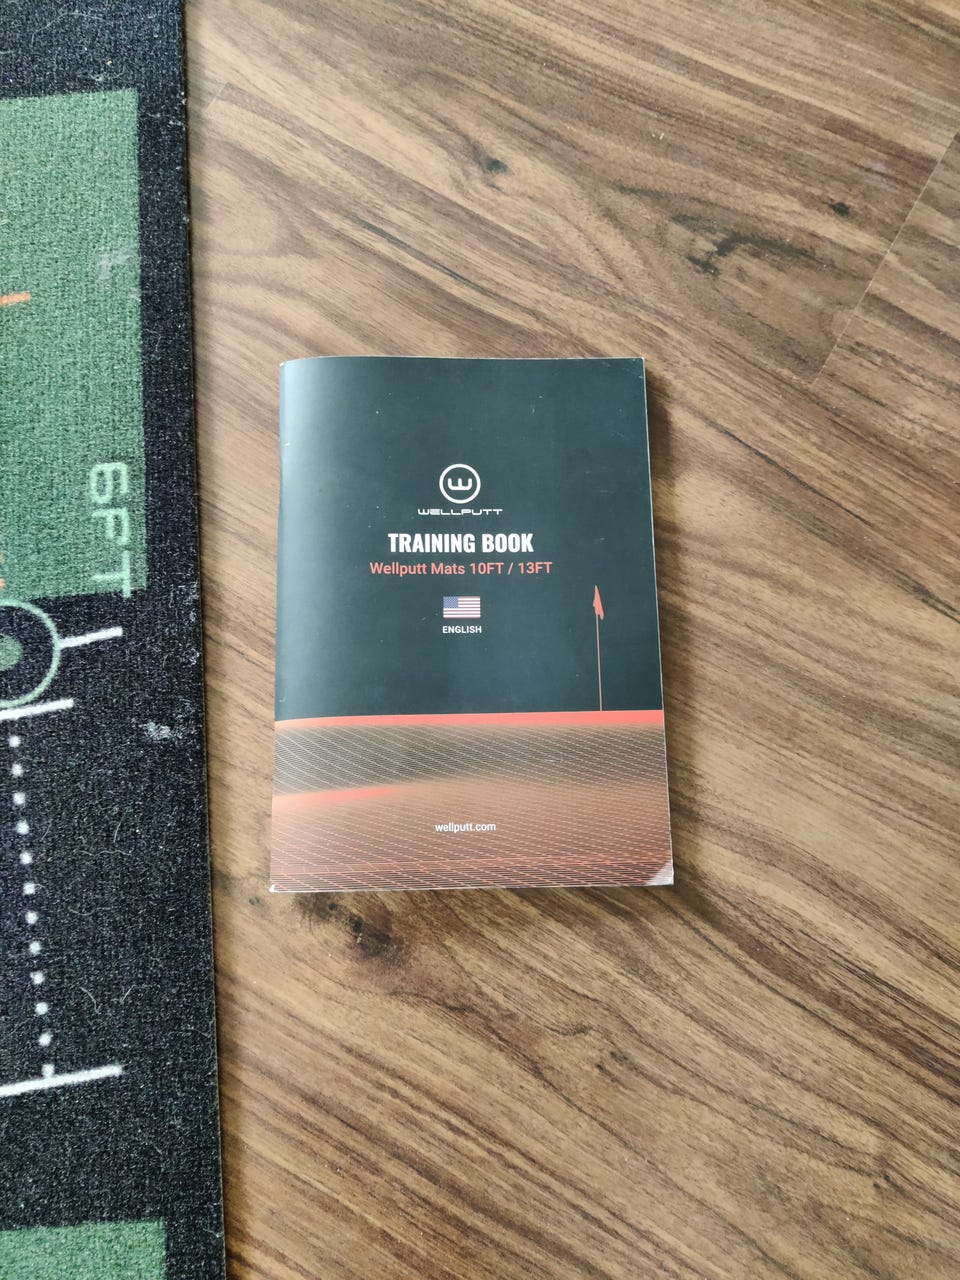 6FT
WELLPUTT
TRAINING BOOK
Wellputt Mats 10FT / 13FT
ENGLISH
wellputt.com